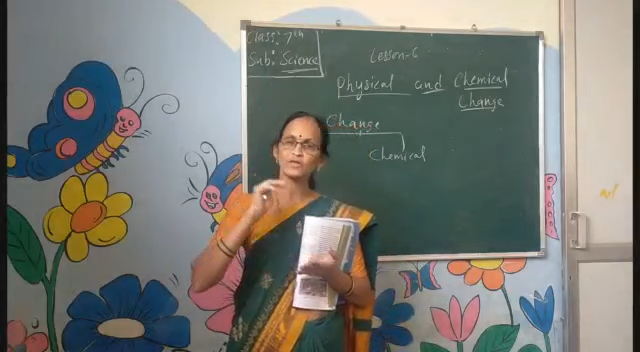 Class: 7th
Sub: Science
Lesson-6
Physical and Chemical
Change
Change
Chemical